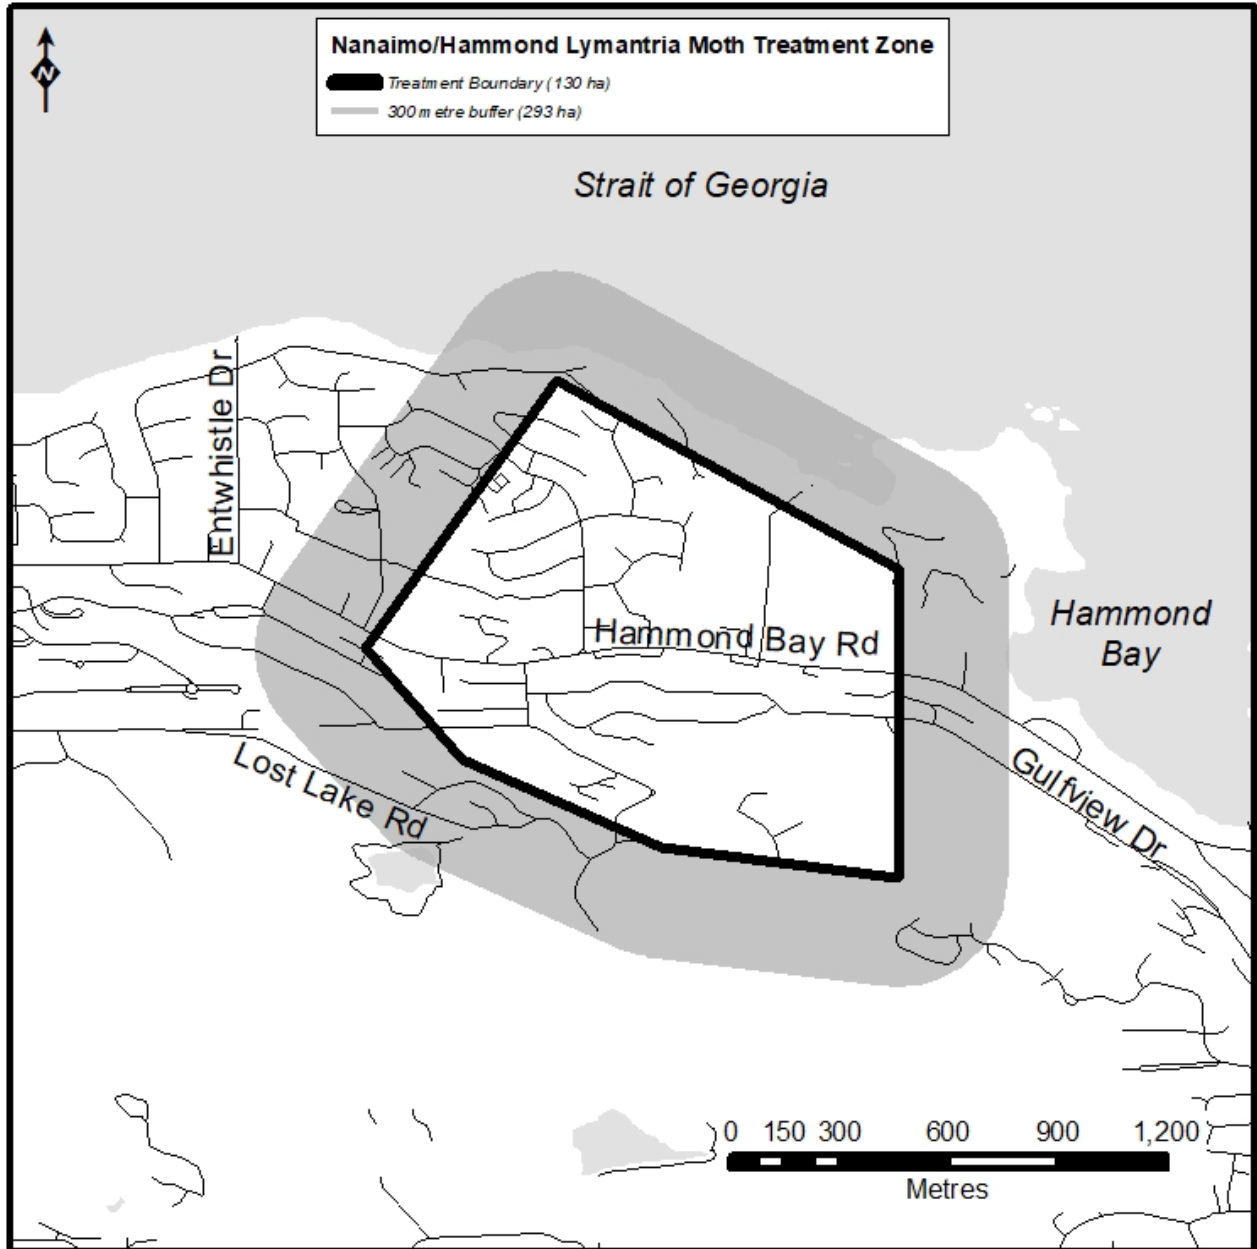 Nanaimo/Hammond Lymantria Moth Treatment Zone
Treatment Boundary (130 ha)
300 metre buffer (293 ha)
N
Strait of Georgia
Entwhistle Dr
Hammond Bay Rd
Hammond
Bay
Lost Lake Rd
Gulfview Dr
0 150 300 600 900 1,200
Metres